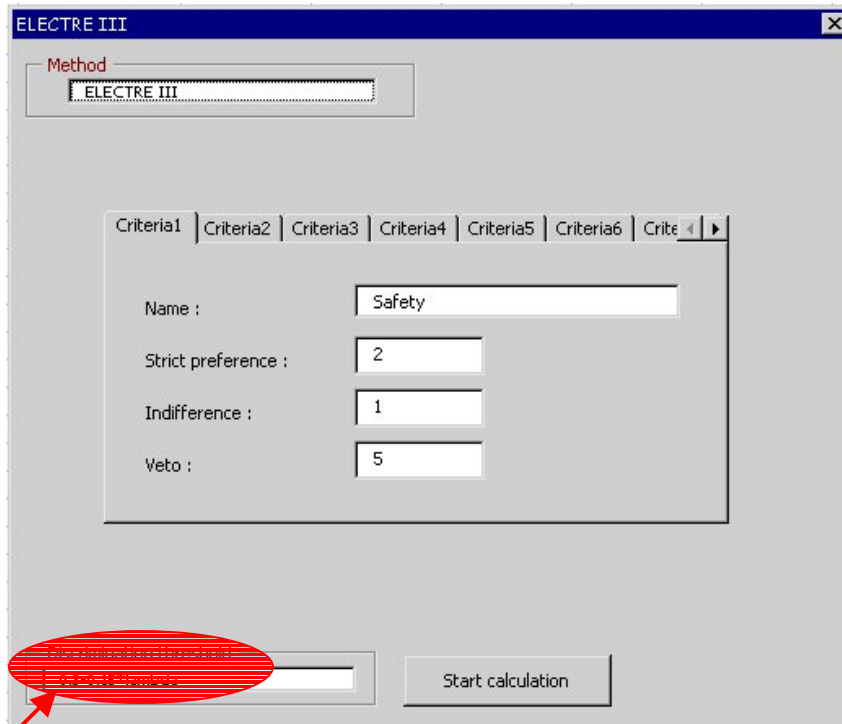 ELECTRE III
Method
ELECTRE III
Criteria1 Criteria2 Criteria3 Criteria4 Criteria5 Criteria6 Crite
Name : Safety
Strict preference : 2
Indifference : 1
Veto : 5
Start calculation